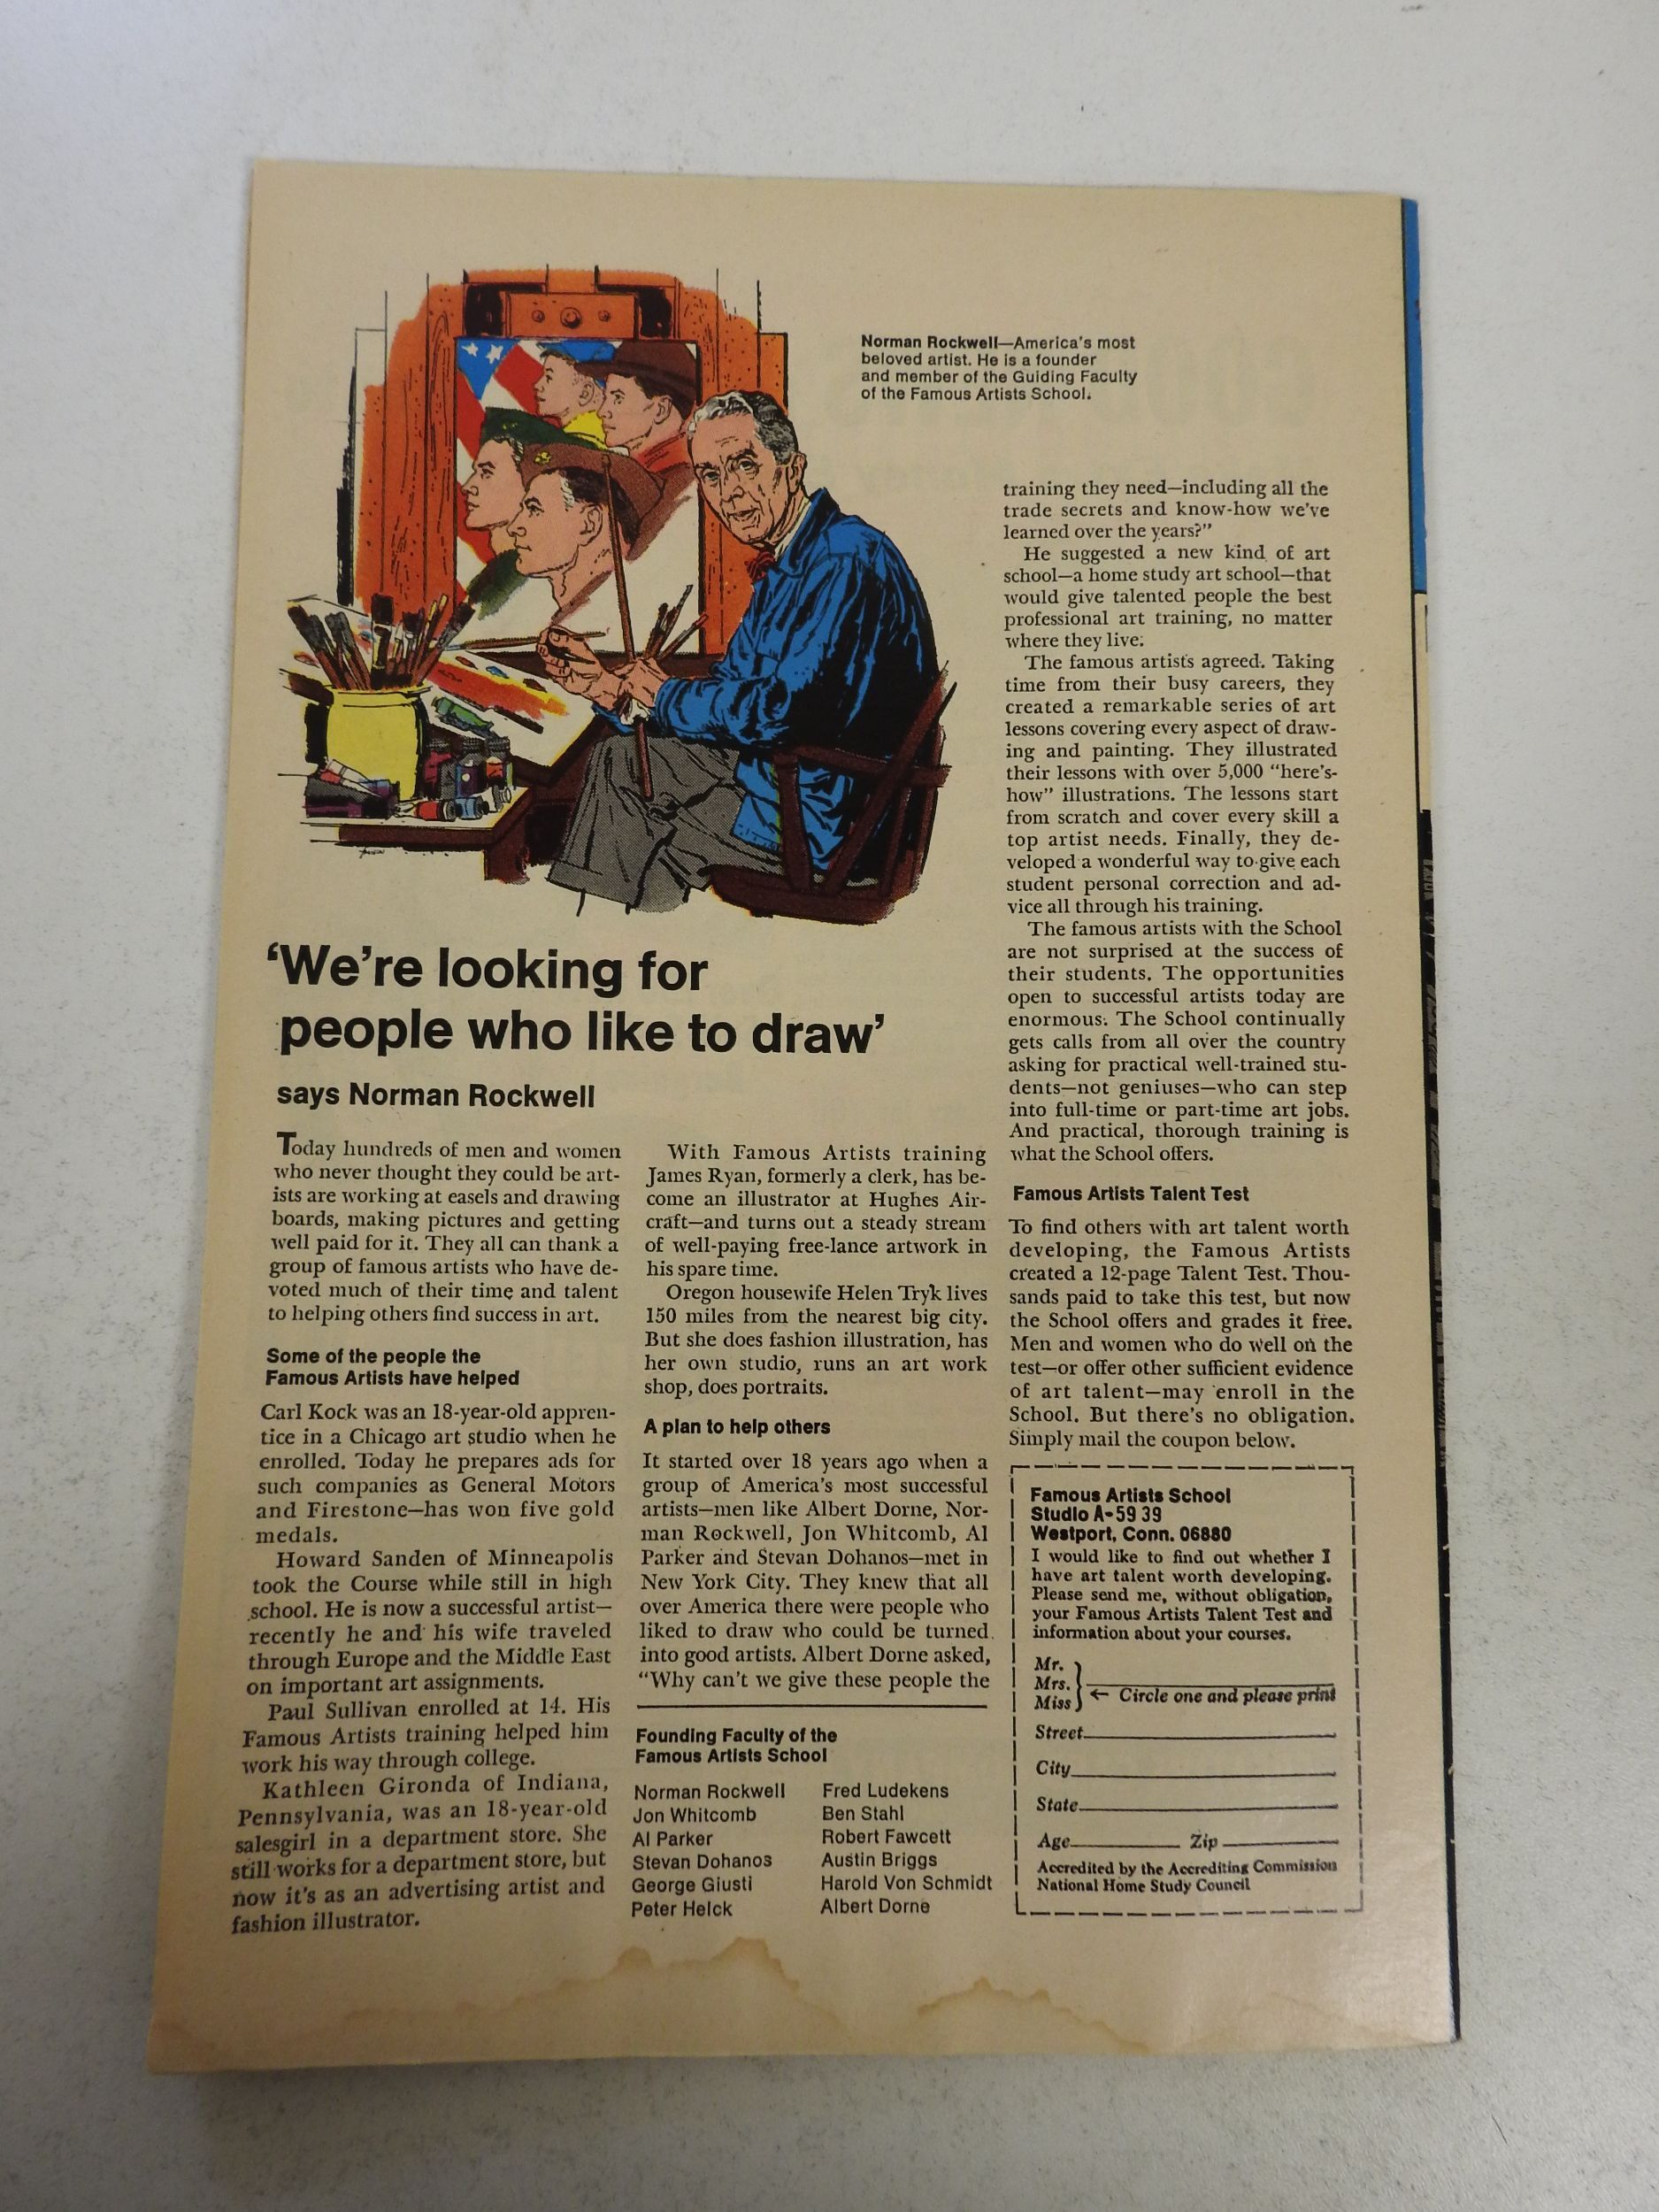 Norman Rockwell—America's most
beloved artist. He is a founder
and member of the Guiding Faculty
of the Famous Artists School.
'We're looking for
people who like to draw'
says Norman Rockwell
Today hundreds of men and women
who never thought they could be art-
ists are working at easels and drawing
boards, making pictures and getting
well paid for it. They all can thank a
group of famous artists who have de-
voted much of their time and talent
to helping others find success in art.
Some of the people the
Famous Artists have helped
Carl Kock was an 18-year-old appren-
tice in a Chicago art studio when he
enrolled. Today he prepares ads for
such companies as General Motors
and Firestone—has won five gold
medals.
Howard Sanden of Minneapolis
took the Course while still in high
school. He is now a successful artist—
recently he and his wife traveled
through Europe and the Middle East
on important art assignments.
Paul Sullivan enrolled at 14. His
Famous Artists training helped him
work his way through college.
Kathleen Gironda of Indiana,
Pennsylvania, was an 18-year-old
salesgirl in a department store. She
still works for a department store, but
now it's as an advertising artist and
fashion illustrator.
With Famous Artists training
James Ryan, formerly a clerk, has be-
come an illustrator at Hughes Air-
craft—and turns out a steady stream
of well-paying free-lance artwork in
his spare time.
Oregon housewife Helen Tryk lives
150 miles from the nearest big city.
But she does fashion illustration, has
her own studio, runs an art work
shop, does portraits.
A plan to help others
It started over 18 years ago when a
group of America's most successful
artists—men like Albert Dorne, Nor-
man Rockwell, Jon Whitcomb, Al
Parker and Stevan Dohanos—met in
New York City. They knew that all
over America there were people who
liked to draw who could be turned
into good artists. Albert Dorne asked,
"Why can't we give these people the
training they need—including all the
trade secrets and know-how we've
learned over the years?"
He suggested a new kind of art
school—a home study art school—that
would give talented people the best
professional art training, no matter
where they live.
The famous artists agreed. Taking
time from their busy careers, they
created a remarkable series of art
lessons covering every aspect of draw-
ing and painting. They illustrated
their lessons with over 5,000 "here's-
how" illustrations. The lessons start
from scratch and cover every skill a
top artist needs. Finally, they de-
veloped a wonderful way to give each
student personal correction and ad-
vice all through his training.
The famous artists with the School
are not surprised at the success of
their students. The opportunities
open to successful artists today are
enormous. The School continually
gets calls from all over the country
asking for practical well-trained stu-
dents—not geniuses—who can step
into full-time or part-time art jobs.
And practical, thorough training is
what the School offers.
Famous Artists Talent Test
To find others with art talent worth
developing, the Famous Artists
created a 12-page Talent Test. Thou-
sands paid to take this test, but now
the School offers and grades it free.
Men and women who do well on the
test—or offer other sufficient evidence
of art talent—may enroll in the
School. But there's no obligation.
Simply mail the coupon below.
Founding Faculty of the
Famous Artists School
Norman Rockwell
Jon Whitcomb
Al Parker
Stevan Dohanos
George Giusti
Peter Helck
Fred Ludekens
Ben Stahl
Robert Fawcett
Austin Briggs
Harold Von Schmidt
Albert Dorne
Famous Artists School
Studio A-59 39
Westport, Conn. 06880
I would like to find out whether I
have art talent worth developing.
Please send me, without obligation,
your Famous Artists Talent Test and
information about your courses.
Mr.
Mrs.
Miss
← Circle one and please print
Street
City
State
Age Zip
Accredited by the Accrediting Commission
National Home Study Council